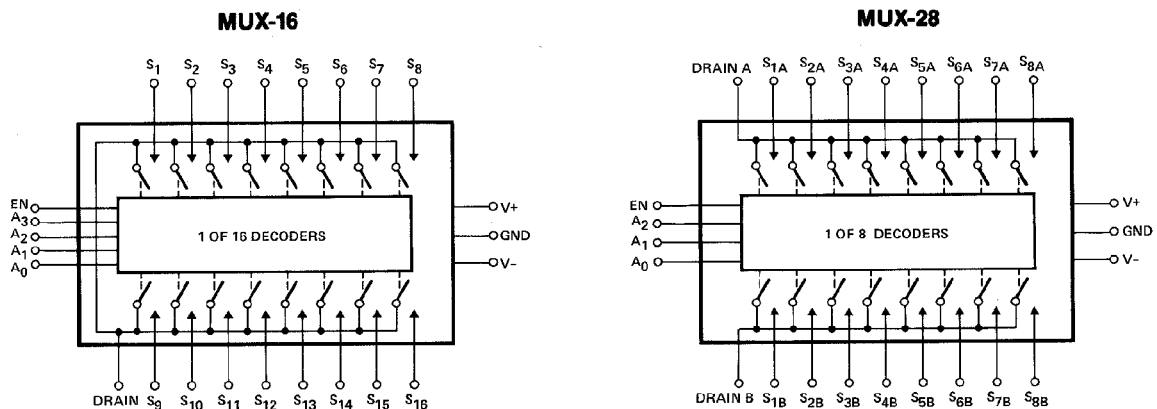 MUX-16
S1 S2 S3 S4 S5 S6 S7 S8
EN
A3
A2
A1
A0
1 OF 16 DECODERS
V+
GND
V-
DRAIN S9 S10 S11 S12 S13 S14 S15 S16
MUX-28
DRAIN A S1A S2A S3A S4A S5A S6A S7A S8A
EN
A2
A1
A0
1 OF 8 DECODERS
V+
GND
V-
DRAIN B S1B S2B S3B S4B S5B S6B S7B S8B